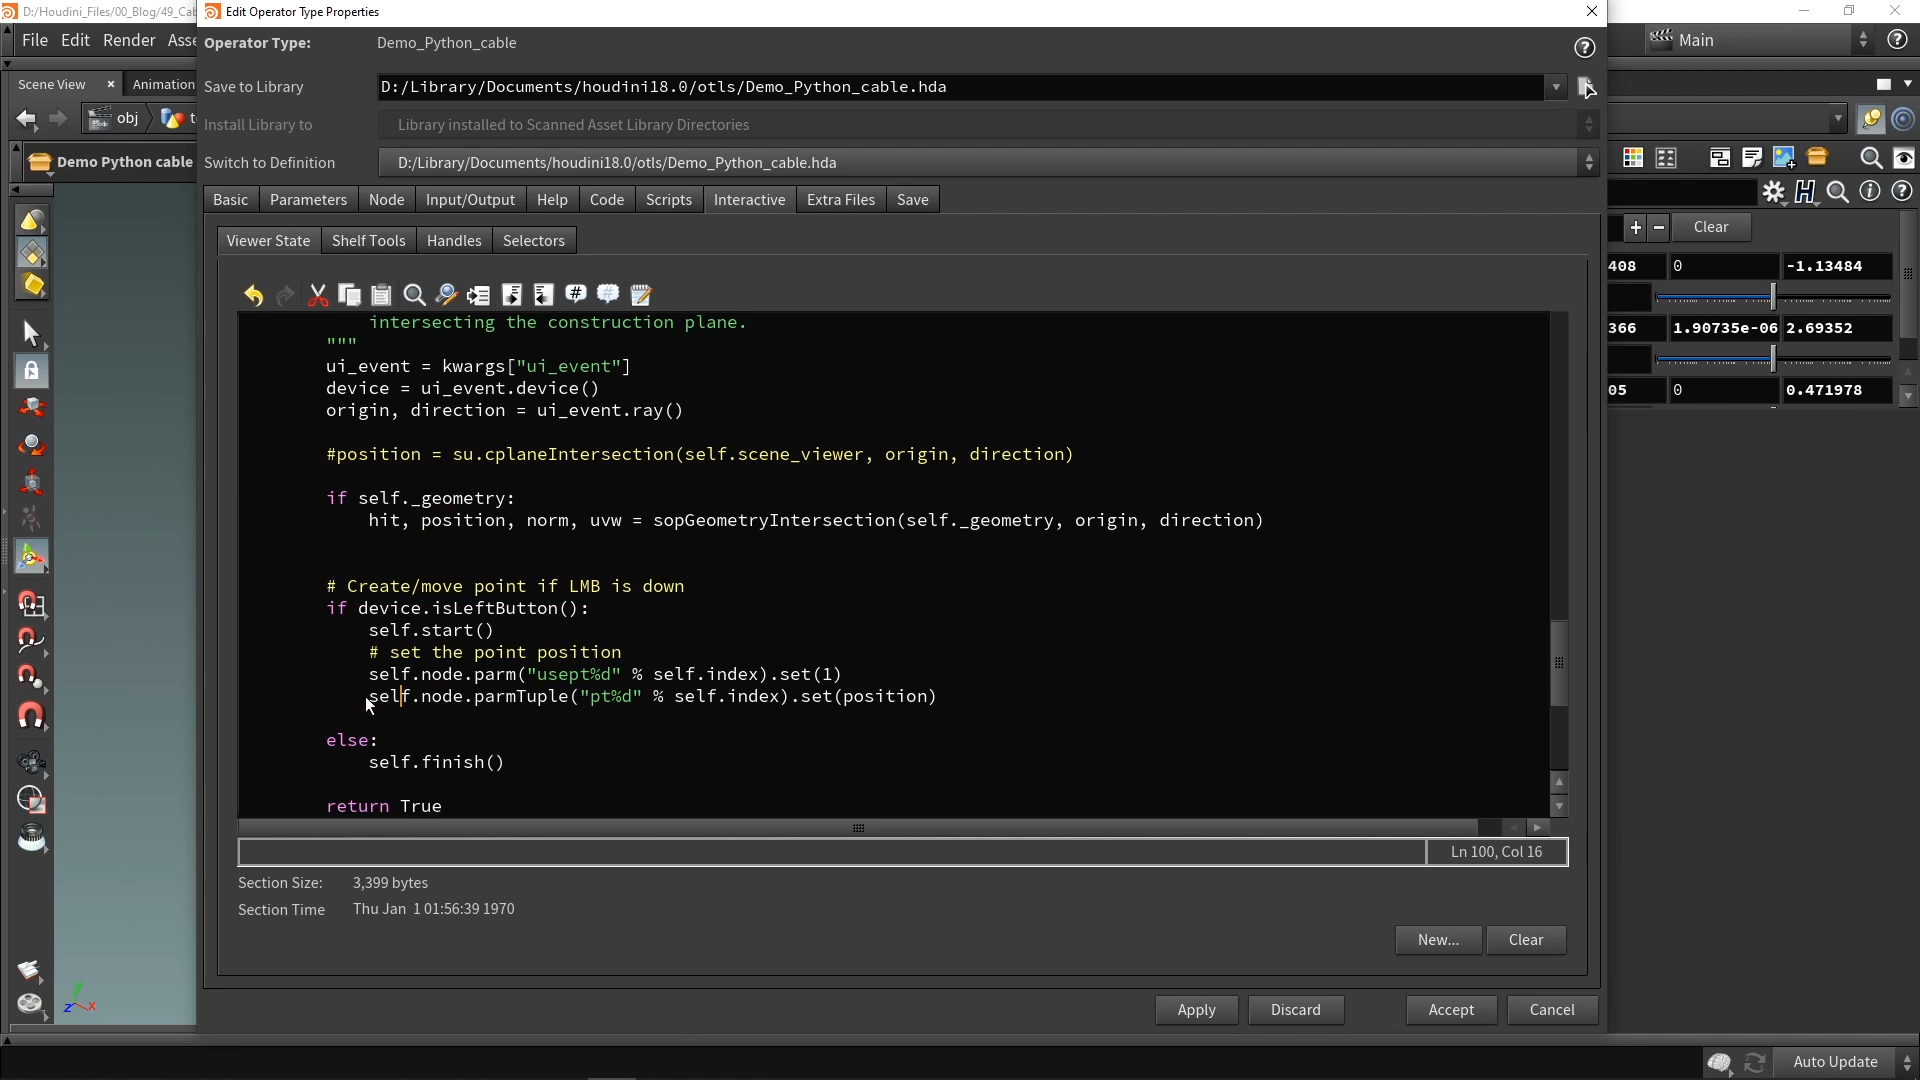 D:/Houdini_Files/00_Blog/49_Cab
Edit Operator Type Properties
File Edit Render Asse
Operator Type: Demo_Python_cable
Main
Scene View
Animation
Save to Library D:/Library/Documents/houdini18.0/otls/Demo_Python_cable.hda
obj
Install Library to Library installed to Scanned Asset Library Directories
Demo Python cable
Switch to Definition D:/Library/Documents/houdini18.0/otls/Demo_Python_cable.hda
Basic Parameters Node Input/Output Help Code Scripts Interactive Extra Files Save
Viewer State Shelf Tools Handles Selectors
Clear
408 0 -1.13484
366 1.90735e-06 2.69352
05 0 0.471978
intersecting the construction plane.
"""
ui_event = kwargs["ui_event"]
device = ui_event.device()
origin, direction = ui_event.ray()
#position = su.cplaneIntersection(self.scene_viewer, origin, direction)
if self._geometry:
hit, position, norm, uvw = sopGeometryIntersection(self._geometry, origin, direction)
# Create/move point if LMB is down
if device.isLeftButton():
self.start()
# set the point position
self.node.parm("usept%d" % self.index).set(1)
self.node.parmTuple("pt%d" % self.index).set(position)
else:
self.finish()
return True
Ln 100, Col 16
Section Size: 3,399 bytes
Section Time Thu Jan 1 01:56:39 1970
New... Clear
Apply Discard Accept Cancel
y
z x
Auto Update